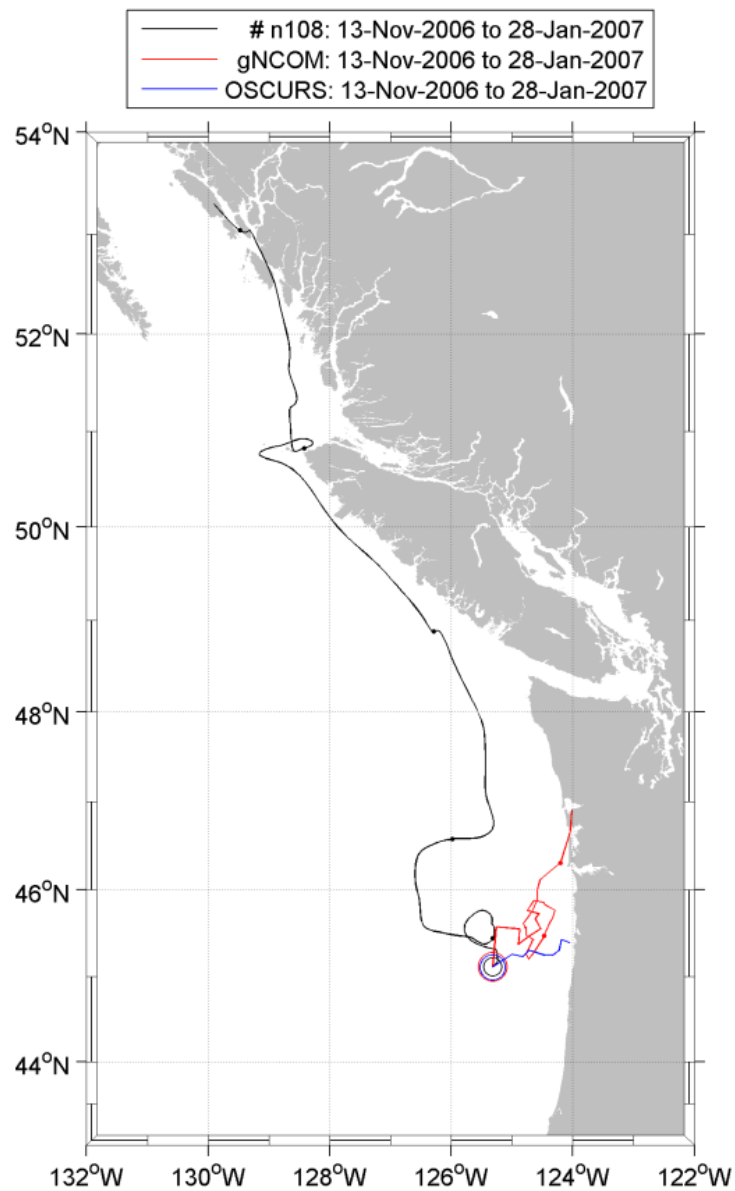 # n108: 13-Nov-2006 to 28-Jan-2007
gNCOM: 13-Nov-2006 to 28-Jan-2007
OSCURS: 13-Nov-2006 to 28-Jan-2007
54°N
52°N
50°N
48°N
46°N
44°N
132°W 130°W 128°W 126°W 124°W 122°W